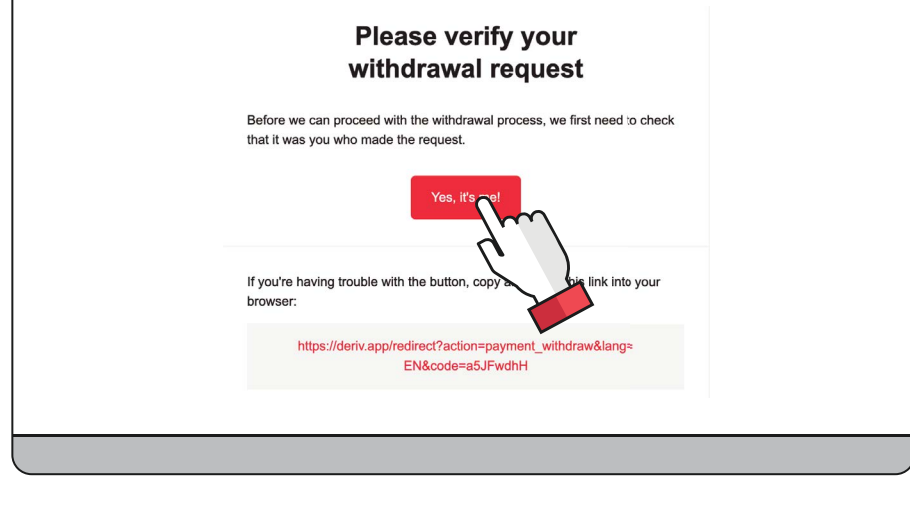 Please verify your
withdrawal request
Before we can proceed with the withdrawal process, we first need to check
that it was you who made the request.
Yes, it's me!
If you're having trouble with the button, copy this link into your
browser:
https://deriv.app/redirect?action=payment_withdraw&lang=
EN&code=a5JFwdhH